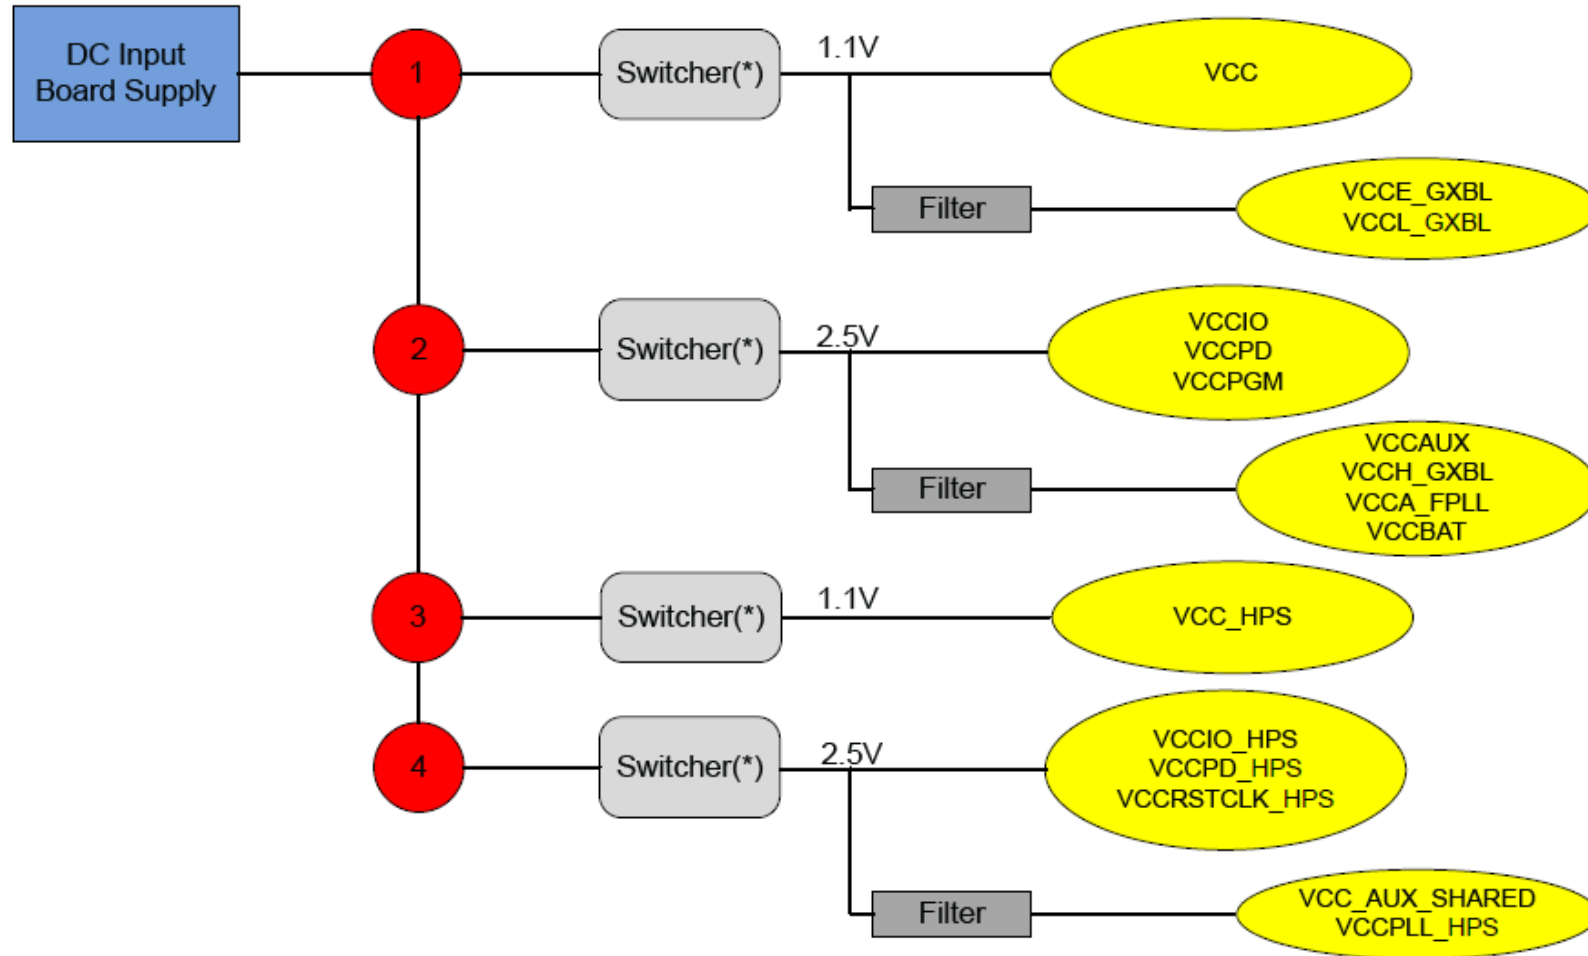 DC Input
Board Supply
1
Switcher(*)
1.1V
VCC
Filter
VCCE_GXBL
VCCL_GXBL
2
Switcher(*)
2.5V
VCCIO
VCCPD
VCCPGM
Filter
VCCAUX
VCCH_GXBL
VCCA_FPLL
VCCBAT
3
Switcher(*)
1.1V
VCC_HPS
4
Switcher(*)
2.5V
VCCIO_HPS
VCCPD_HPS
VCCRSTCLK_HPS
Filter
VCC_AUX_SHARED
VCCPLL_HPS